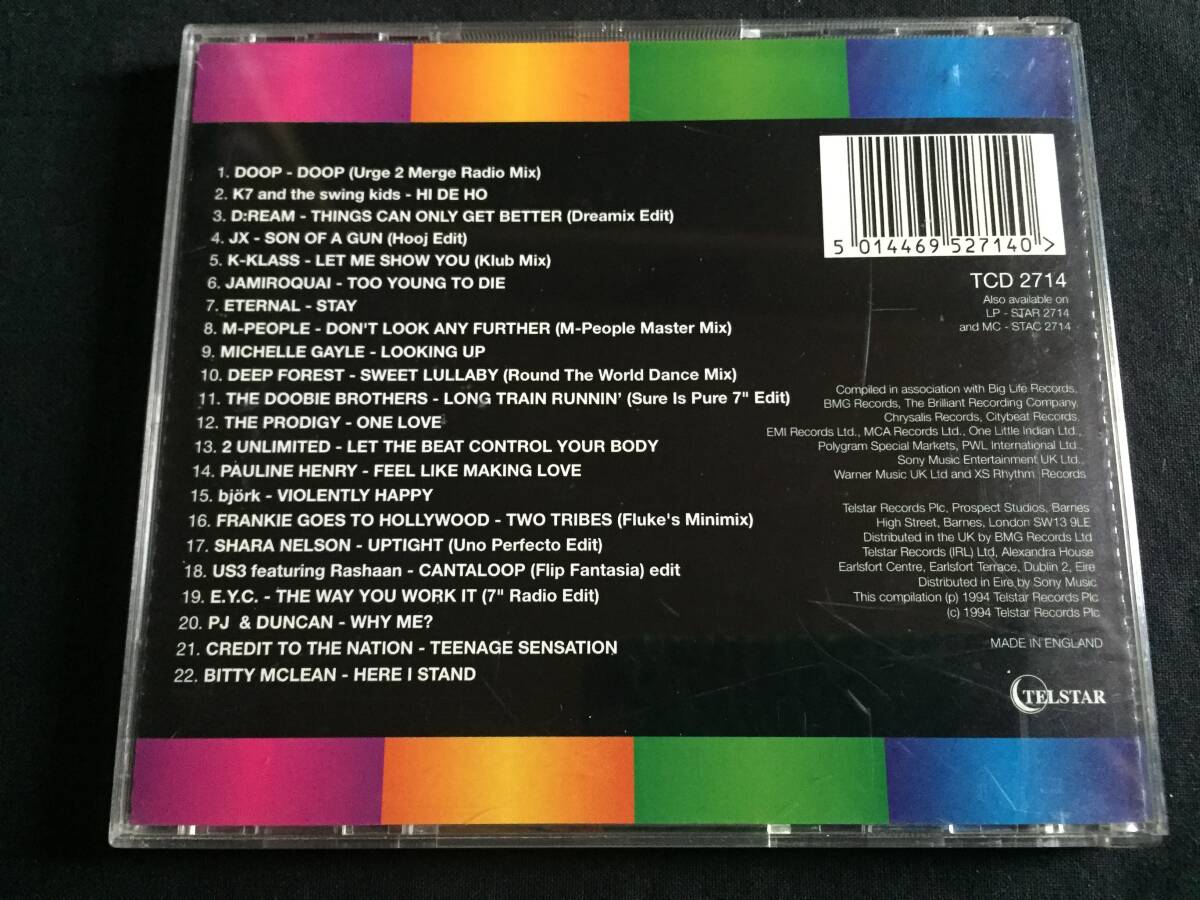 1. DOOP - DOOP (Urge 2 Merge Radio Mix)
2. K7 and the swing kids - HI DE HO
3. D:REAM - THINGS CAN ONLY GET BETTER (Dreamix Edit)
4. JX - SON OF A GUN (Hooj Edit)
5. K-KLASS - LET ME SHOW YOU (Klub Mix)
6. JAMIROQUAI - TOO YOUNG TO DIE
7. ETERNAL - STAY
8. M-PEOPLE - DON'T LOOK ANY FURTHER (M-People Master Mix)
9. MICHELLE GAYLE - LOOKING UP
10. DEEP FOREST - SWEET LULLABY (Round The World Dance Mix)
11. THE DOOBIE BROTHERS - LONG TRAIN RUNNIN' (Sure Is Pure 7" Edit)
12. THE PRODIGY - ONE LOVE
13. 2 UNLIMITED - LET THE BEAT CONTROL YOUR BODY
14. PAULINE HENRY - FEEL LIKE MAKING LOVE
15. björk - VIOLENTLY HAPPY
16. FRANKIE GOES TO HOLLYWOOD - TWO TRIBES (Fluke's Minimix)
17. SHARA NELSON - UPTIGHT (Uno Perfecto Edit)
18. US3 featuring Rashaan - CANTALOOP (Flip Fantasia) edit
19. E.Y.C. - THE WAY YOU WORK IT (7" Radio Edit)
20. PJ & DUNCAN - WHY ME?
21. CREDIT TO THE NATION - TEENAGE SENSATION
22. BITTY MCLEAN - HERE I STAND
5 014469 527140 >
TCD 2714
Also available on
LP - STAR 2714
and MC - STAC 2714
Compiled in association with Big Life Records,
BMG Records, The Brilliant Recording Company,
Chrysalis Records, Citybeat Records,
EMI Records Ltd., MCA Records Ltd., One Little Indian Ltd.,
Polygram Special Markets, PWL International Ltd.,
Sony Music Entertainment UK Ltd.,
Warner Music UK Ltd and XS Rhythm Records
Telstar Records Plc, Prospect Studios, Barnes
High Street, Barnes, London SW13 9LE
Distributed in the UK by BMG Records Ltd
Telstar Records (IRL) Ltd, Alexandra House
Earlsfort Centre, Earlsfort Terrace, Dublin 2, Eire
Distributed in Eire by Sony Music
This compilation (p) 1994 Telstar Records Plc
(c) 1994 Telstar Records Plc
MADE IN ENGLAND
TELSTAR